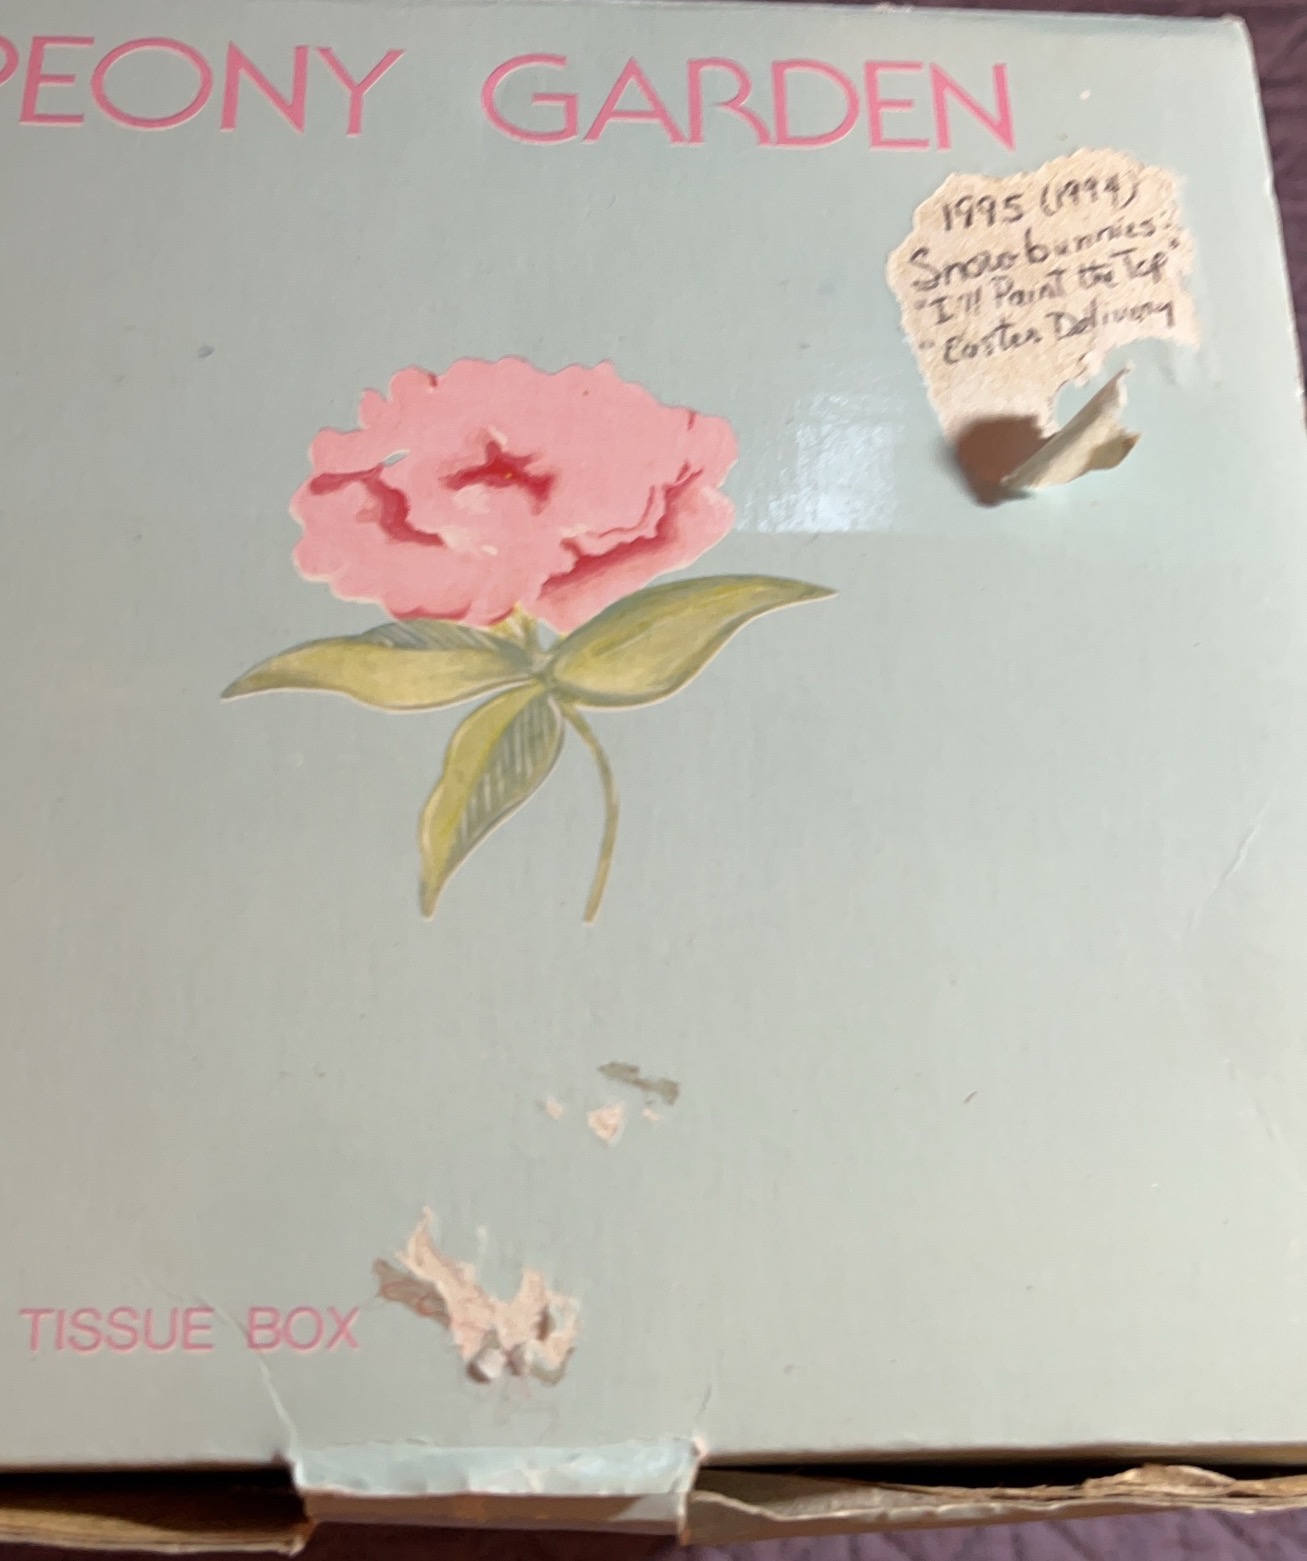 PEONY GARDEN
1995 (1994)
Snowbunnies:
"I'll Paint the Top"
"Easter Delivery
TISSUE BOX